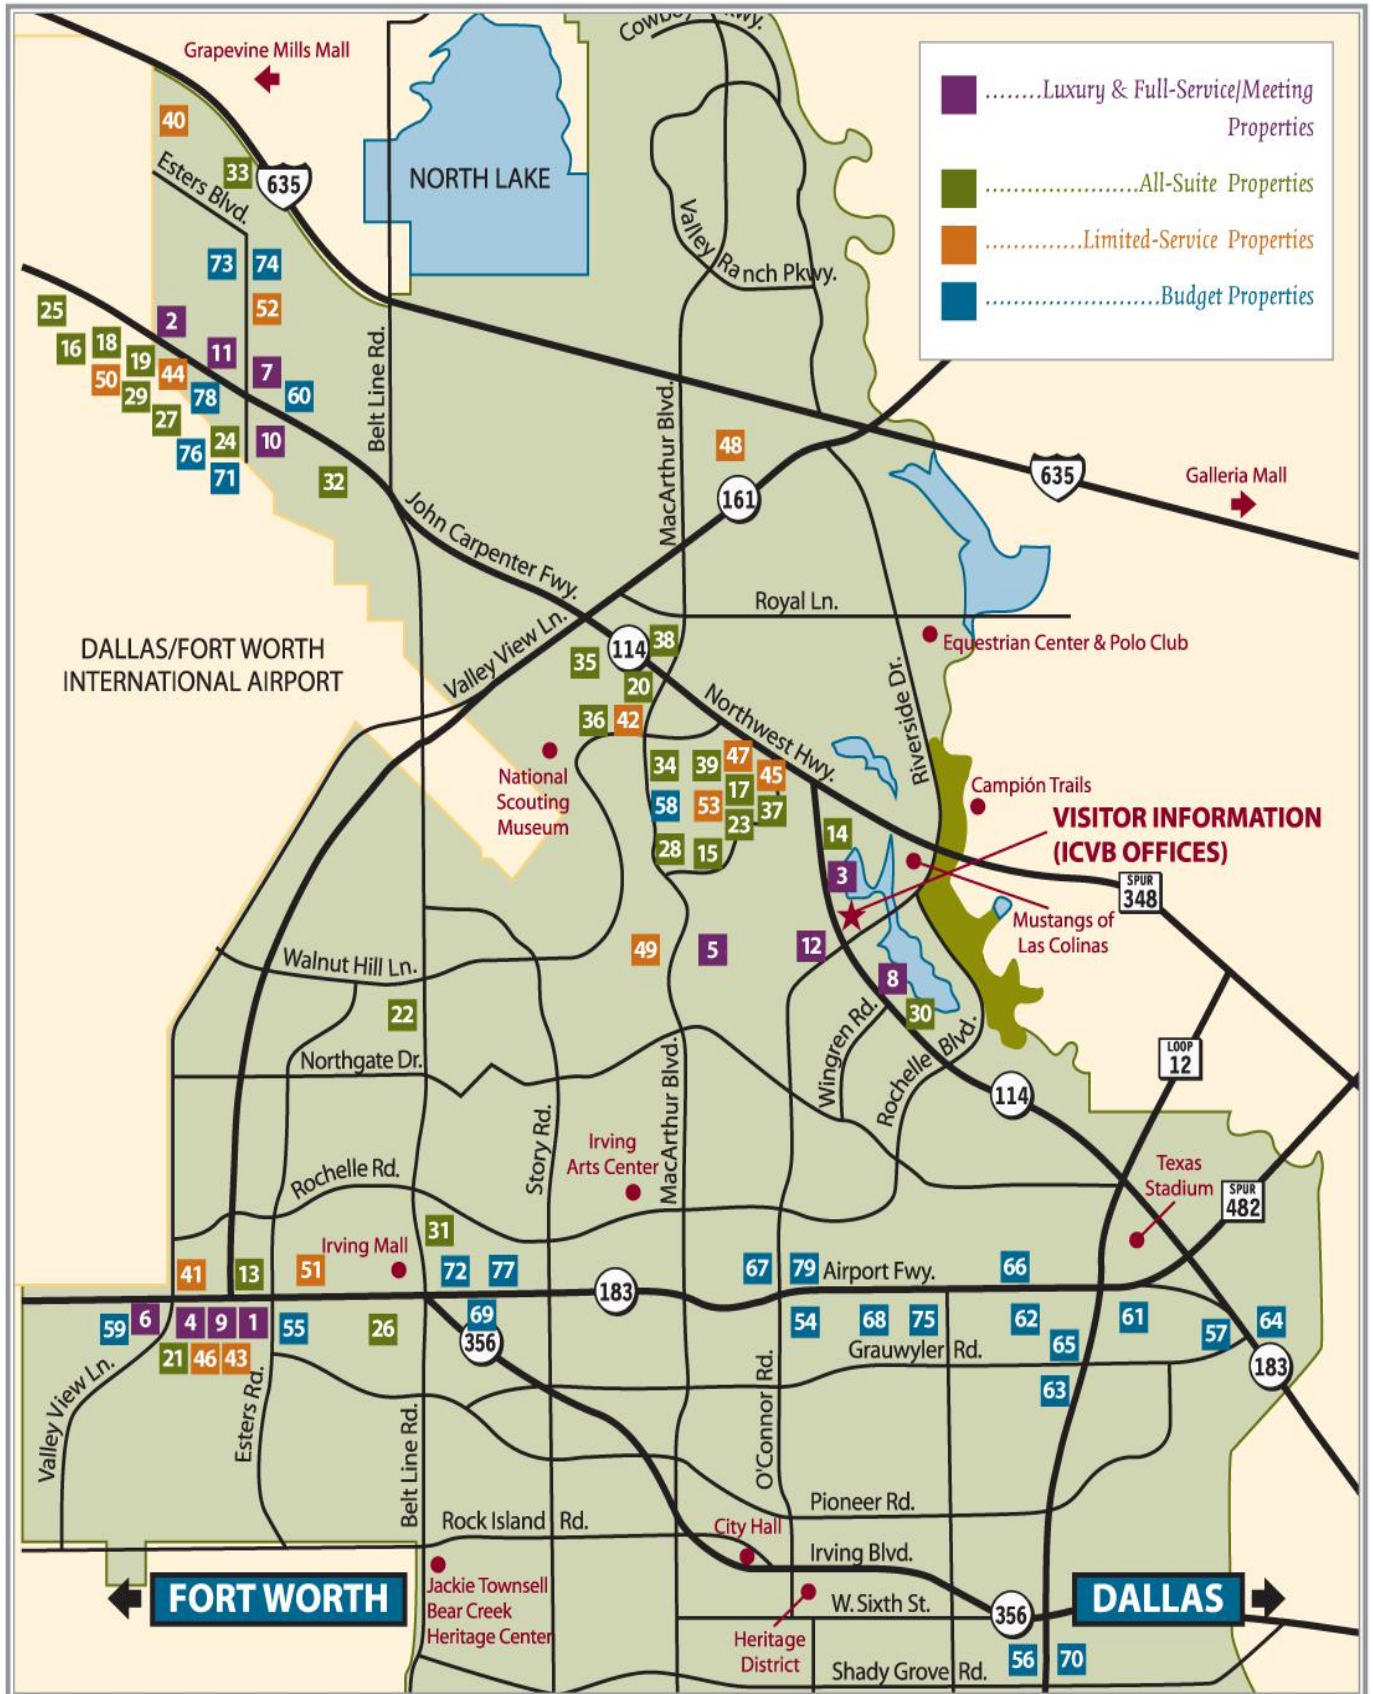 Cowboy Pkwy.
Grapevine Mills Mall
........Luxury & Full-Service/Meeting
Properties
......................All-Suite Properties
..............Limited-Service Properties
.........................Budget Properties
40
33
635
Esters Blvd.
NORTH LAKE
Valley Ranch Pkwy.
73
74
52
25
2
16
18
19
11
7
50
44
29
78
60
27
24
10
76
71
32
Belt Line Rd.
MacArthur Blvd.
48
161
635
Galleria Mall
John Carpenter Fwy.
Royal Ln.
Equestrian Center & Polo Club
DALLAS/FORT WORTH
INTERNATIONAL AIRPORT
Valley View Ln.
114
38
35
20
36
42
Northwest Hwy.
Riverside Dr.
National
Scouting
Museum
34
39
47
45
58
53
17
37
23
28
15
14
3
Campión Trails
VISITOR INFORMATION
(ICVB OFFICES)
SPUR
348
Mustangs of
Las Colinas
49
5
12
8
30
Walnut Hill Ln.
22
Northgate Dr.
Wingren Rd.
Rochelle Blvd.
114
LOOP
12
Story Rd.
MacArthur Blvd.
Irving
Arts Center
Rochelle Rd.
Texas
Stadium
SPUR
482
31
Irving Mall
41
13
51
72
77
183
67
79
Airport Fwy.
66
59
6
4
9
1
55
26
69
356
54
68
75
62
61
57
64
21
46
43
65
Grauwyler Rd.
183
63
Valley View Ln.
Esters Rd.
Belt Line Rd.
O'Connor Rd.
Pioneer Rd.
Rock Island Rd.
City Hall
Irving Blvd.
FORT WORTH
Jackie Townsell
Bear Creek
Heritage Center
W. Sixth St.
356
DALLAS
Heritage
District
Shady Grove Rd.
56
70